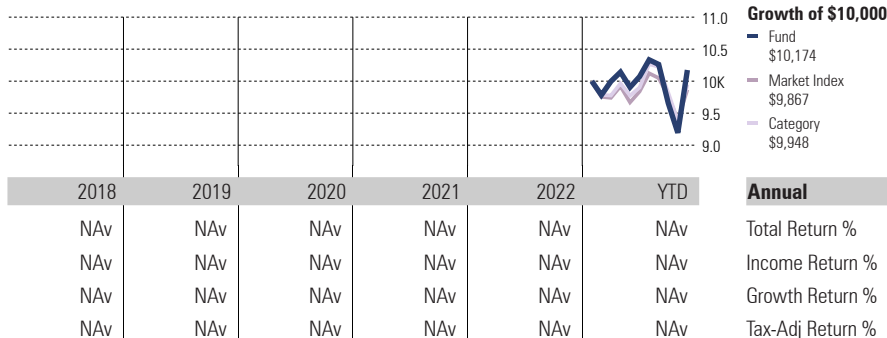 11.0
10.5
10K
9.5
9.0
Growth of $10,000
Fund
$10,174
Market Index
$9,867
Category
$9,948
2018 2019 2020 2021 2022 YTD Annual
NAv NAv NAv NAv NAv NAv Total Return %
NAv NAv NAv NAv NAv NAv Income Return %
NAv NAv NAv NAv NAv NAv Growth Return %
NAv NAv NAv NAv NAv NAv Tax-Adj Return %